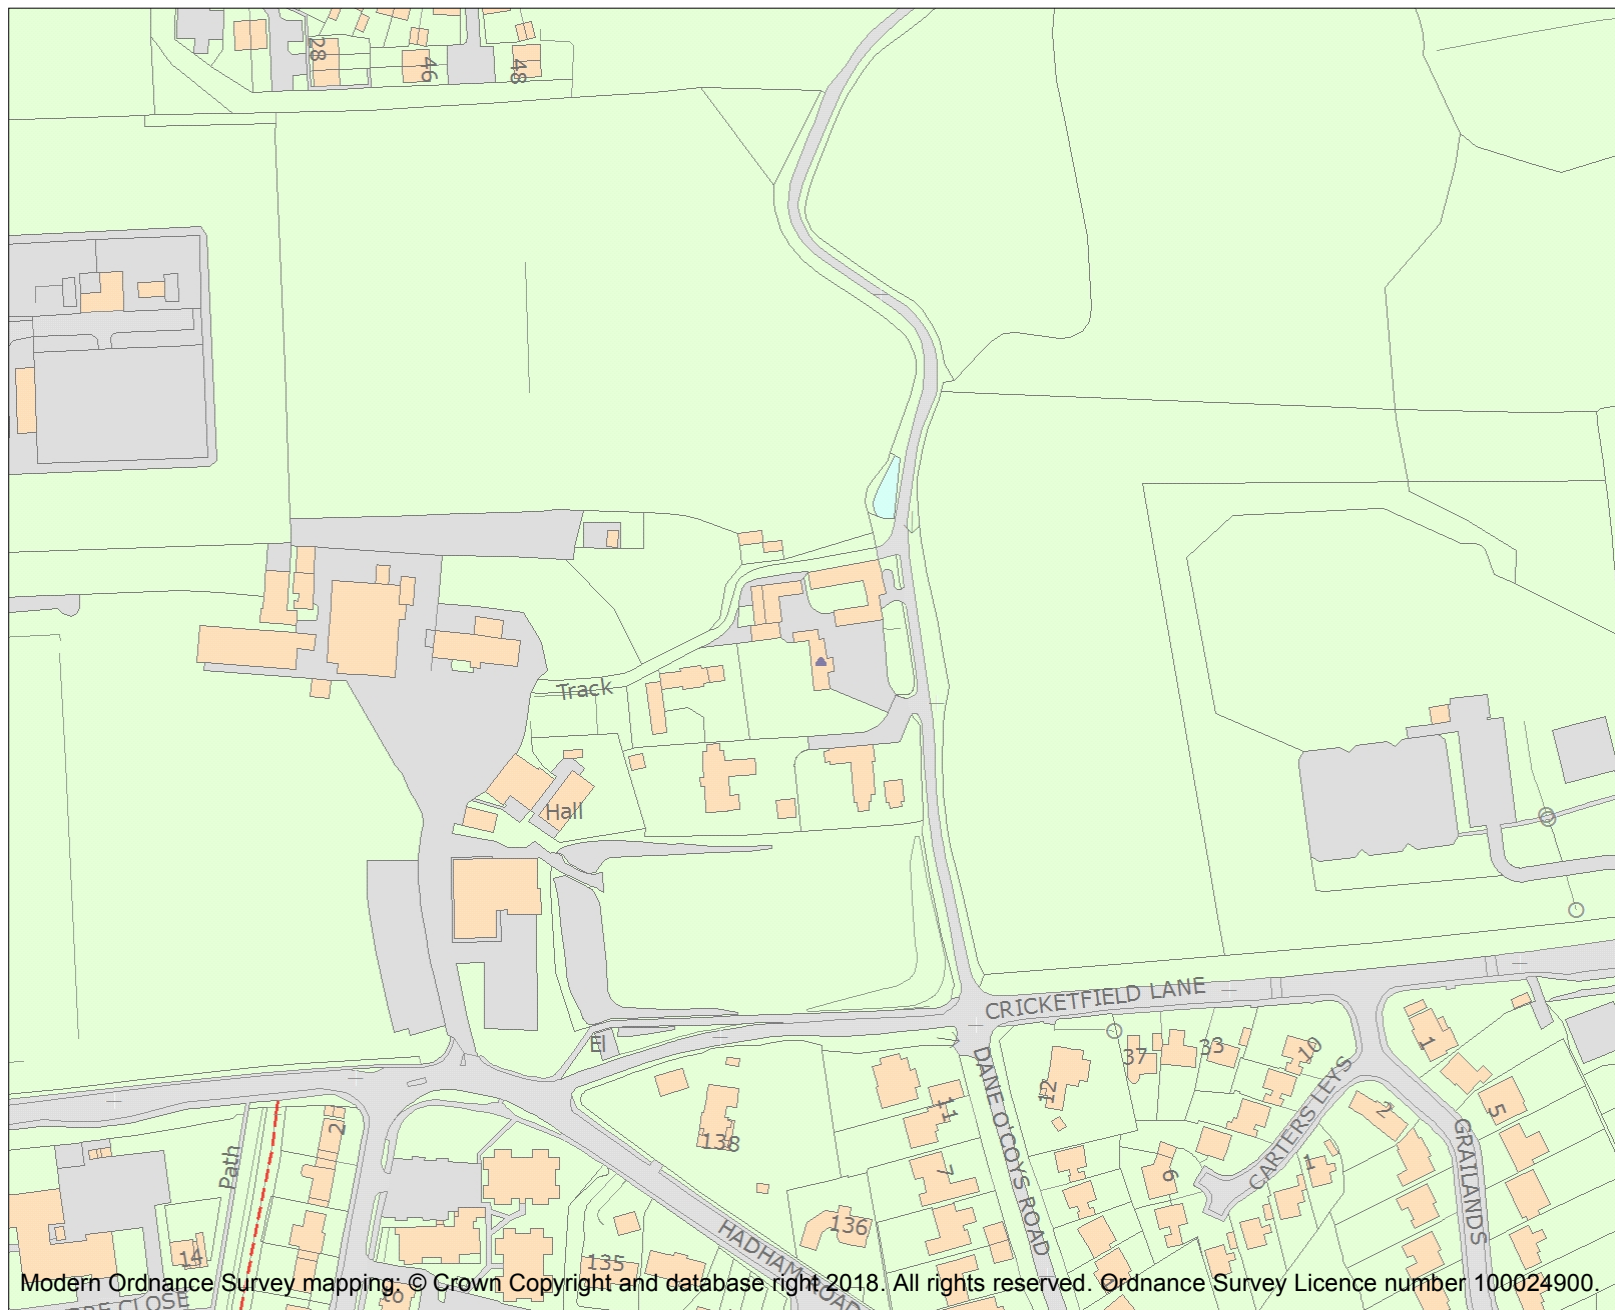 28
46
48
Track
Hall
CRICKETFIELD LANE
El
DANE O'COYS ROAD
12
37
33
10
1
CARTERS LEYS
2
5
GRAILANDS
11
7
6
1
138
136
135
HADHAM ROAD
Path
2
14
16
Modern Ordnance Survey mapping: © Crown Copyright and database right 2018. All rights reserved. Ordnance Survey Licence number 100024900.
CLOSE